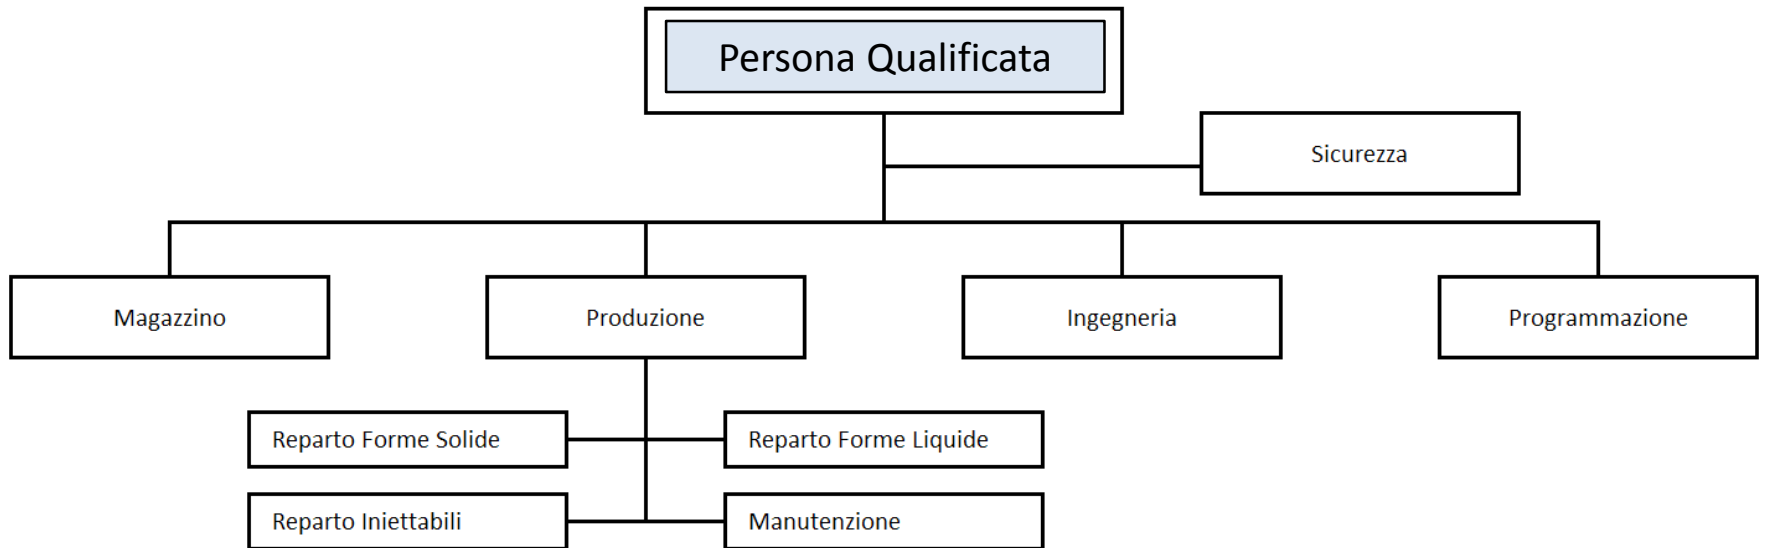 Persona Qualificata
Sicurezza
Magazzino
Produzione
Ingegneria
Programmazione
Reparto Forme Solide
Reparto Forme Liquide
Reparto Iniettabili
Manutenzione